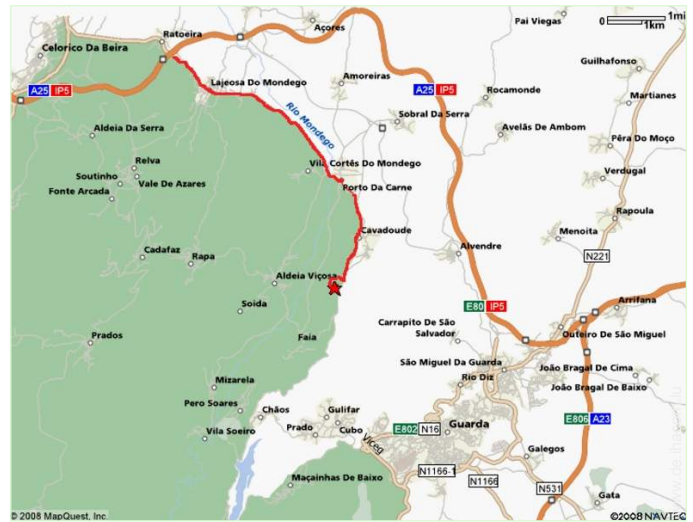 Pai Viegas
0
1mi
1km
Ratoeira
Açores
Celorico Da Beira
Guilhafonso
Lajeosa Do Mondego
Amoreiras
A25 IP5
A25 IP5
Rocamonde
Martianes
Rio Mondego
Sobral Da Serra
Aldeia Da Serra
Avelãs De Ambom
Pêra Do Moço
Relva
Vila Cortês Do Mondego
Soutinho
Vale De Azares
Verdugal
Fonte Arcada
Porto Da Carne
Rapoula
Cavadoude
Menoita
Cadafaz
Alvendre
N221
Rapa
Aldeia Viçosa
Arrifana
Soida
E80 IP5
Carrapito De São
Salvador
Outeiro De São Miguel
Prados
Faia
São Miguel Da Guarda
João Bragal De Cima
Rio Diz
Mizarela
João Bragal De Baixo
Pero Soares
Chãos
Gulifar
E806 A23
Prado
Cubo
E802 N16
Guarda
Vila Soeiro
Viceg
Galegos
Maçainhas De Baixo
N1166-1
N1166
N531
Gata
© 2008 MapQuest, Inc.
©2008 NAVTEQ